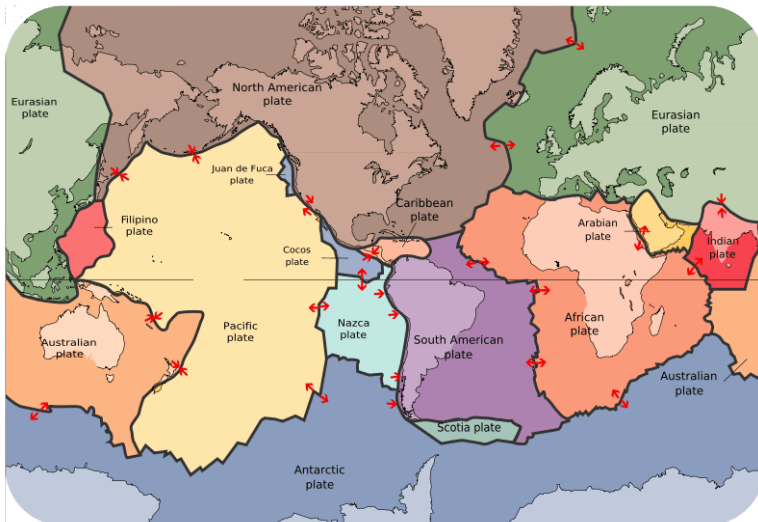 North American
plate
Eurasian
plate
Eurasian
plate
Juan de Fuca
plate
Caribbean
plate
Filipino
plate
Arabian
plate
Indian
plate
Cocos
plate
Australian
plate
Pacific
plate
Nazca
plate
South American
plate
African
plate
Australian
plate
Scotia plate
Antarctic
plate